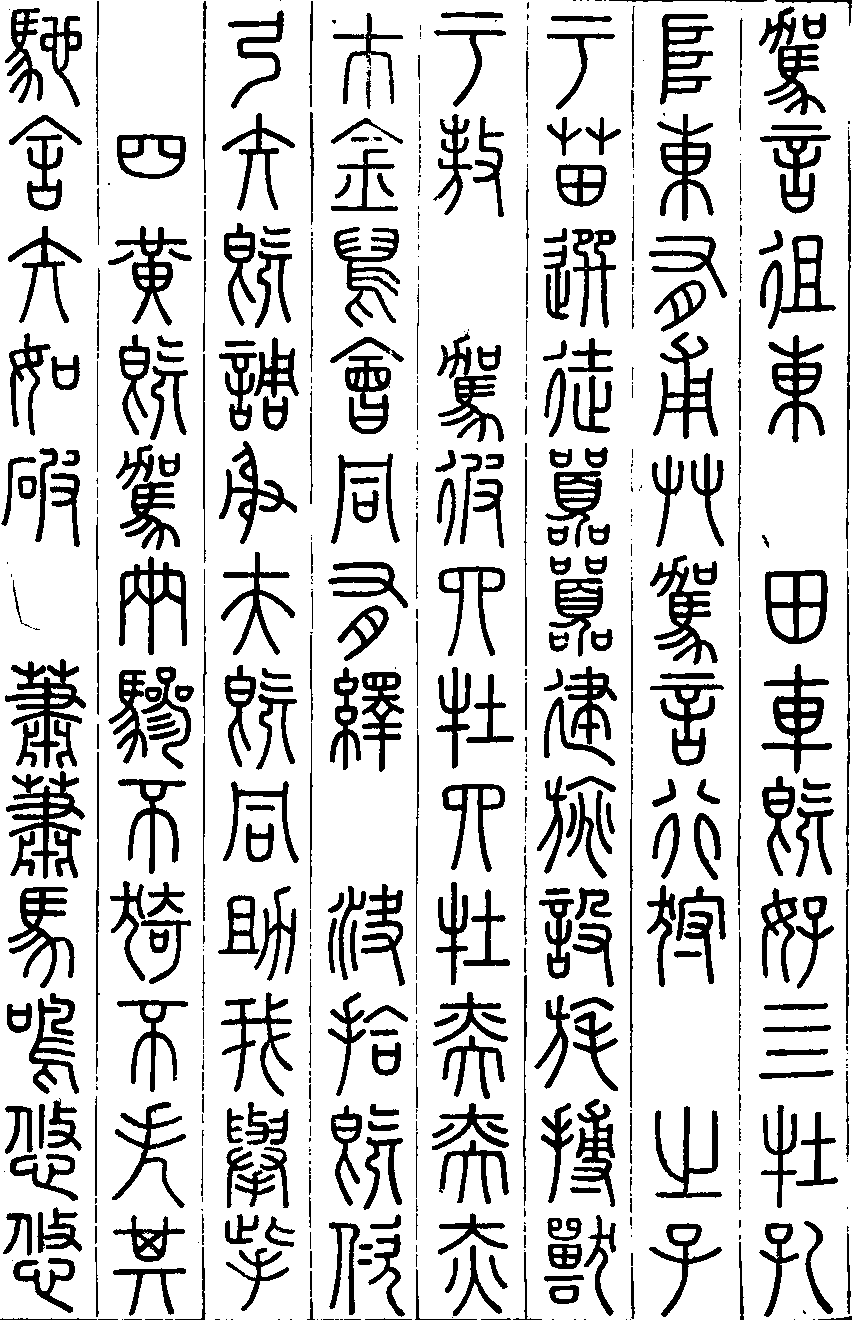 駕言徂東 田車既好亖牡孔
𨸏東有甫艸駕言行狩 之子
于苗選徒囂囂建旐設旄搏獸
于敖 駕彼四牡四牡奕奕赤
巿金舄會同有繹 決拾既佽
弓矢既調射夫既同助我舉柴
四黃既駕兩驂不猗不失其
馳舍矢如破 蕭蕭馬鳴悠悠